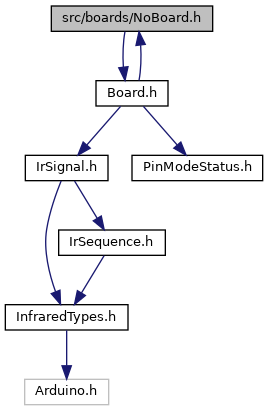 src/boards/NoBoard.h
Board.h
IrSignal.h
PinModeStatus.h
IrSequence.h
InfraredTypes.h
Arduino.h